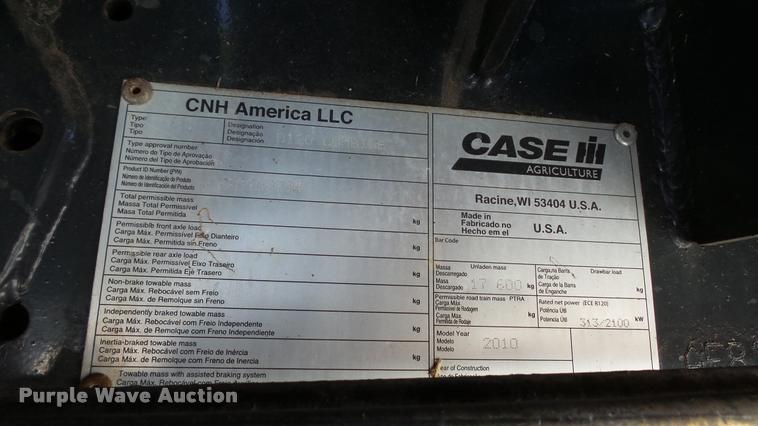 CNH America LLC
Type:
Tipo
Tipo
Designation
Designação
Designación
COMBINE
Type approval number
Número do Tipo de Aprovação
Número del Tipo de Aprobación
Product ID Number (PIN)
Número de Identificação do Produto
Número de Identificación del Producto
Total permissible mass
Massa Total Permissível
Masa Total Permitida
kg
Permissible front axle load
Carga Máx. Permissível Eixo Dianteiro
Carga Máx. Permitida sin Freno
kg
Permissible rear axle load
Carga Máx. Permissível Eixo Traseiro
Carga Máx. Permitida Eje Trasero
kg
Non-brake towable mass
Carga Máx. Rebocável sem Freio
Carga Máx. de Remolque sin Freno
kg
Independently braked towable mass
Carga Máx. Rebocável com Freio Independente
Carga Máx. de Remolque con Freno Independiente
kg
Inertia-braked towable mass
Carga Máx. Rebocável com Freio de Inércia
Carga Máx. de Remolque con Freno de Inercia
kg
Towable mass with assisted braking system
Carga Máx. Rebocável com Freio
CASE IH
AGRICULTURE
Racine, WI 53404 U.S.A.
Made in
Fabricado no
Hecho em el
U.S.A.
Bar Code
Massa Unladen mass
Descarregado
Masa
Descargado
17 600 kg
Carga na Barra Drawbar load
de Tração
Carga de la Barra
de Enganche
kg
Permissible road train mass PTRA
Carga Máx.
Permissível de Rodagem
Carga Máx.
Permitida de Rodaje
kg
Rated net power (ECE R120)
Potência Útil
Potencia Útil
313/2100 kW
Model Year
Modelo
Modelo
2010
Year of Construction
Purple Wave Auction